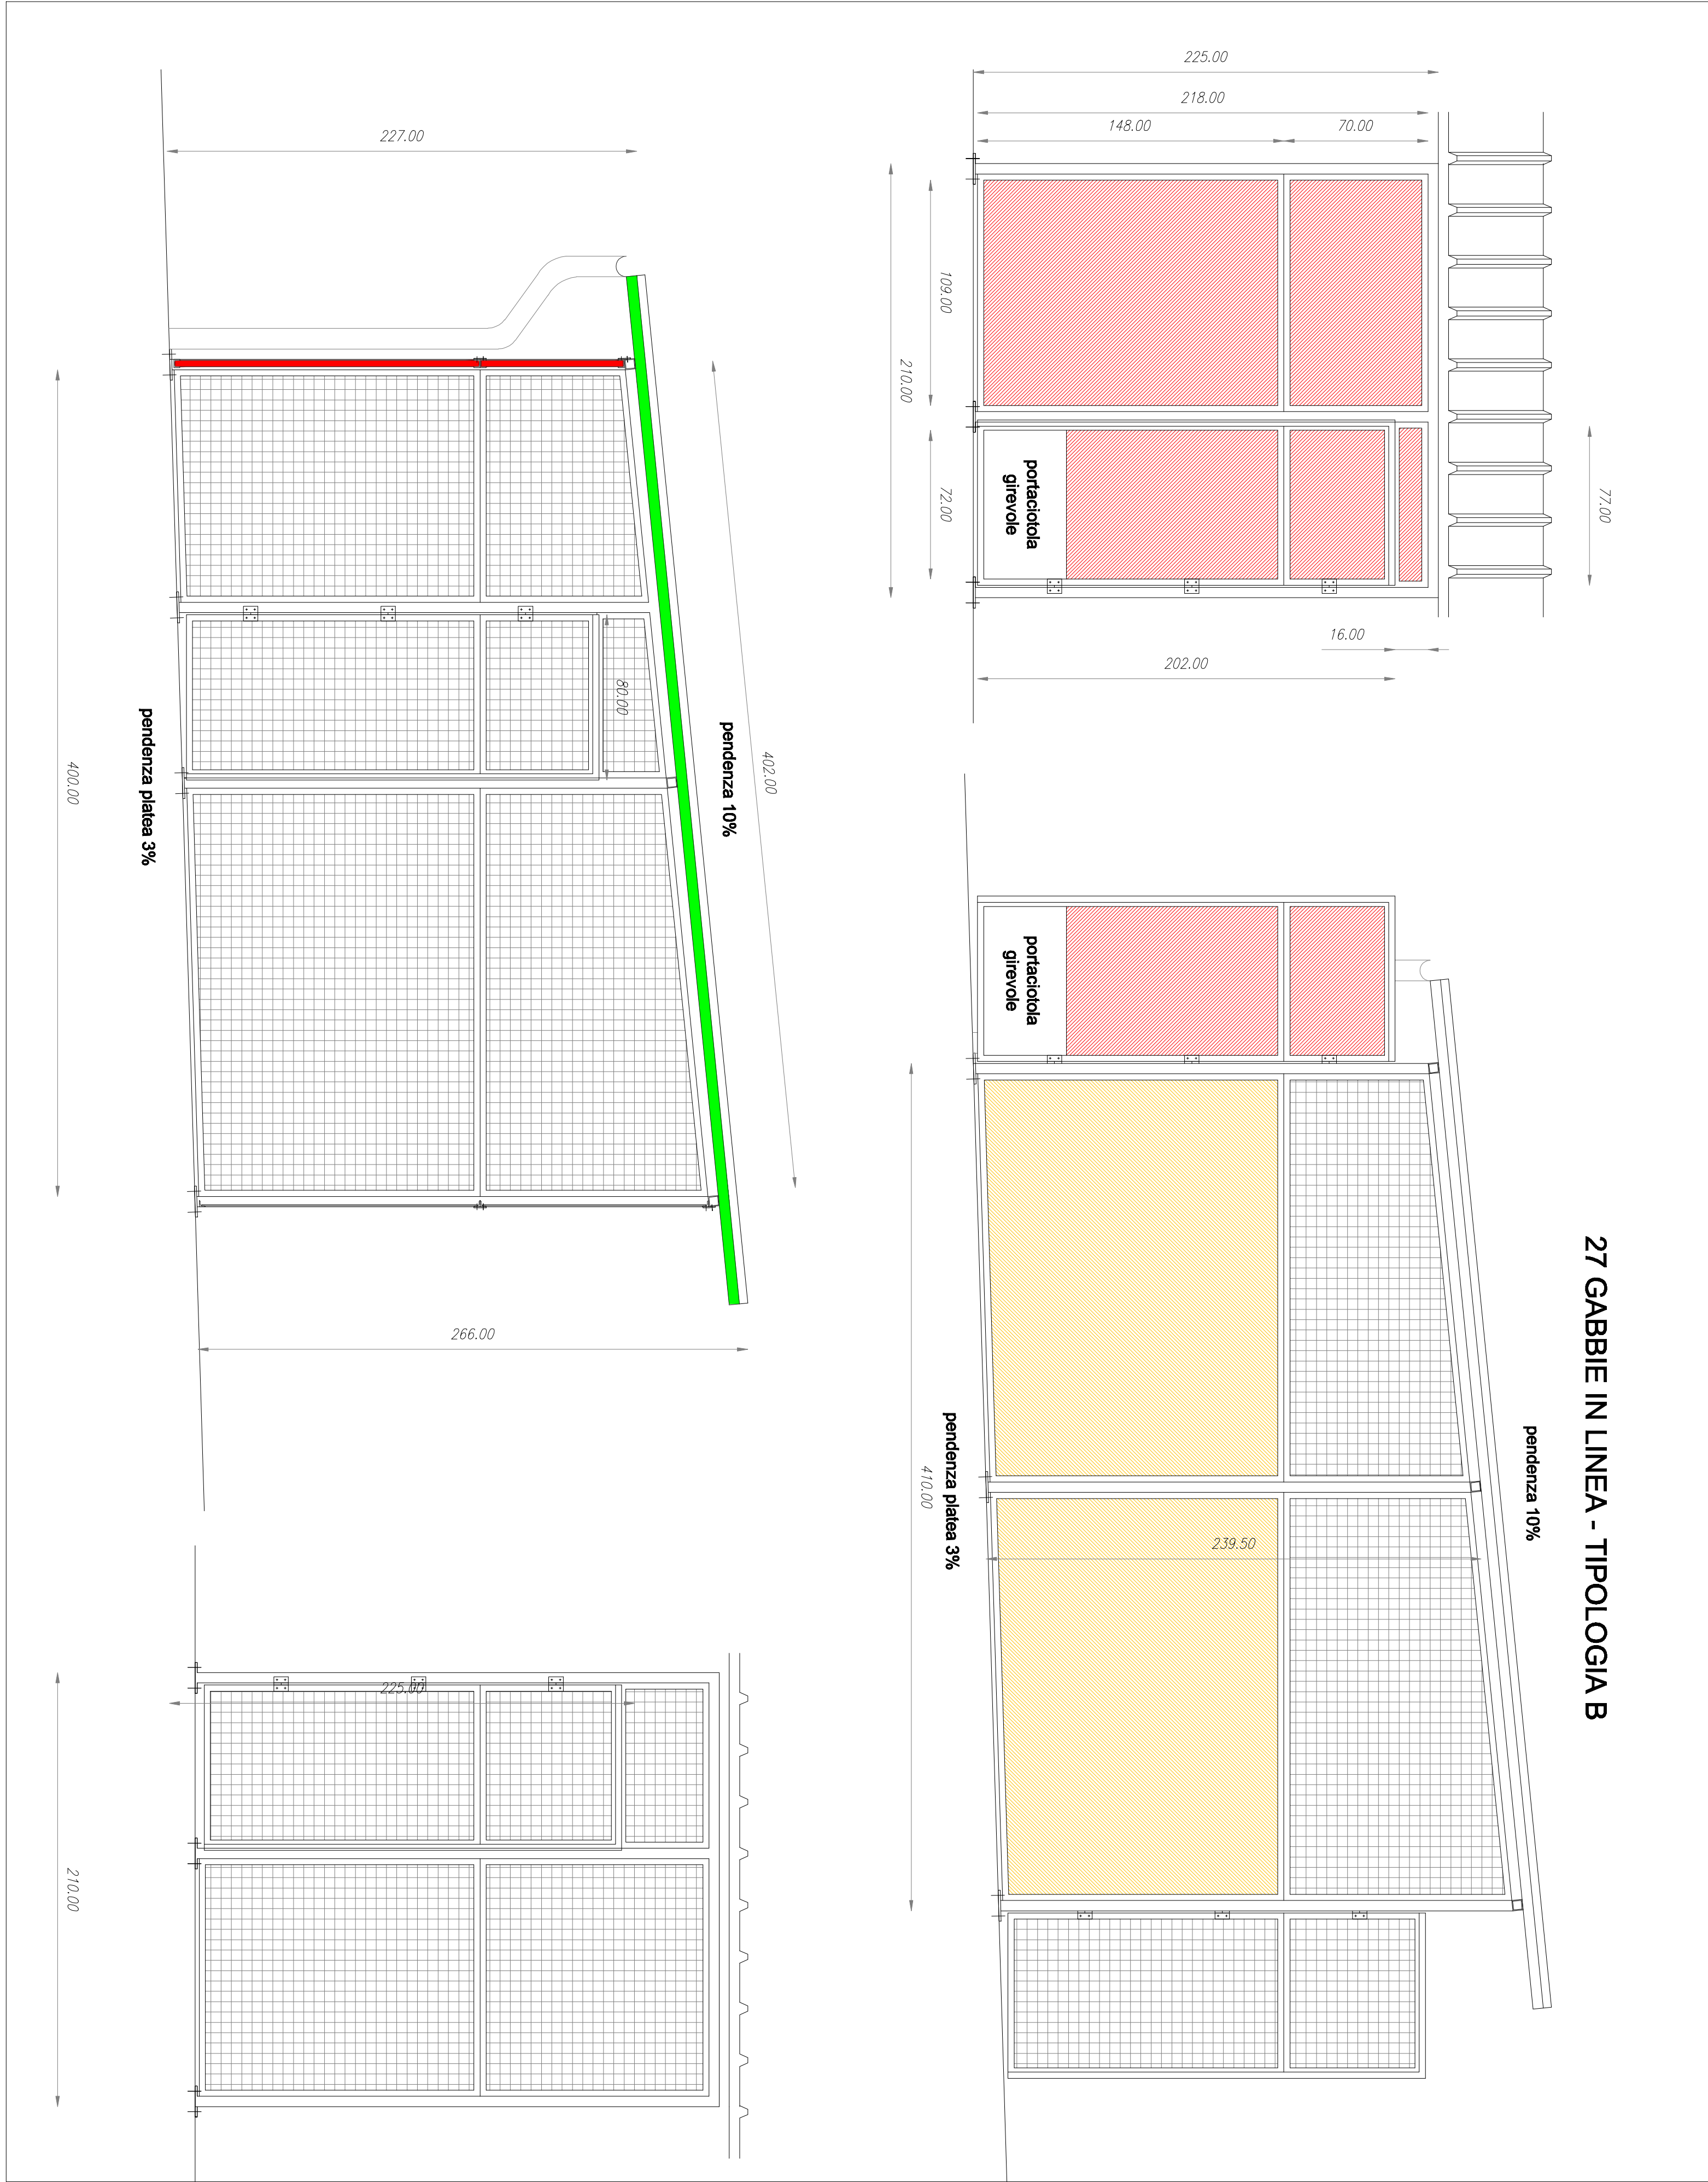 27 GABBIE IN LINEA - TIPOLOGIA B
225.00
218.00
148.00
70.00
109.00
210.00
72.00
77.00
portaciotola
girevole
16.00
202.00
227.00
80.00
402.00
pendenza 10%
pendenza platea 3%
400.00
266.00
portaciotola
girevole
pendenza 10%
239.50
pendenza platea 3%
410.00
225.00
210.00